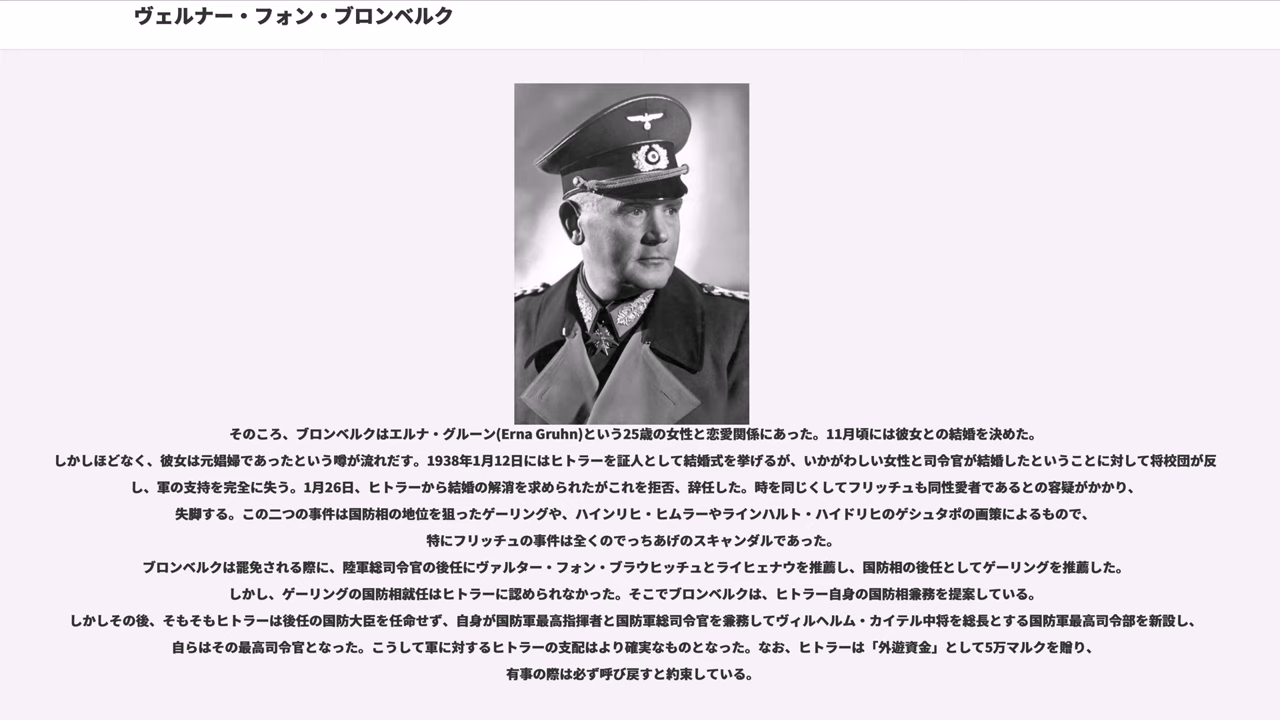 ヴェルナー・フォン・ブロンベルク
そのころ、ブロンベルクはエルナ・グルーン(Erna Gruhn)という25歳の女性と恋愛関係にあった。11月頃には彼女との結婚を決めた。
しかしほどなく、彼女は元娼婦であったという噂が流れだす。1938年1月12日にはヒトラーを証人として結婚式を挙げるが、いかがわしい女性と司令官が結婚したということに対して将校団が反
し、軍の支持を完全に失う。1月26日、ヒトラーから結婚の解消を求められたがこれを拒否、辞任した。時を同じくしてフリッチュも同性愛者であるとの容疑がかかり、
失脚する。この二つの事件は国防相の地位を狙ったゲーリングや、ハインリヒ・ヒムラーやラインハルト・ハイドリヒのゲシュタポの画策によるもので、
特にフリッチュの事件は全くのでっちあげのスキャンダルであった。
ブロンベルクは罷免される際に、陸軍総司令官の後任にヴァルター・フォン・ブラウヒッチュとライヒェナウを推薦し、国防相の後任としてゲーリングを推薦した。
しかし、ゲーリングの国防相就任はヒトラーに認められなかった。そこでブロンベルクは、ヒトラー自身の国防相兼務を提案している。
しかしその後、そもそもヒトラーは後任の国防大臣を任命せず、自身が国防軍最高指揮者と国防軍総司令官を兼務してヴィルヘルム・カイテル中将を総長とする国防軍最高司令部を新設し、
自らはその最高司令官となった。こうして軍に対するヒトラーの支配はより確実なものとなった。なお、ヒトラーは「外遊資金」として5万マルクを贈り、
有事の際は必ず呼び戻すと約束している。